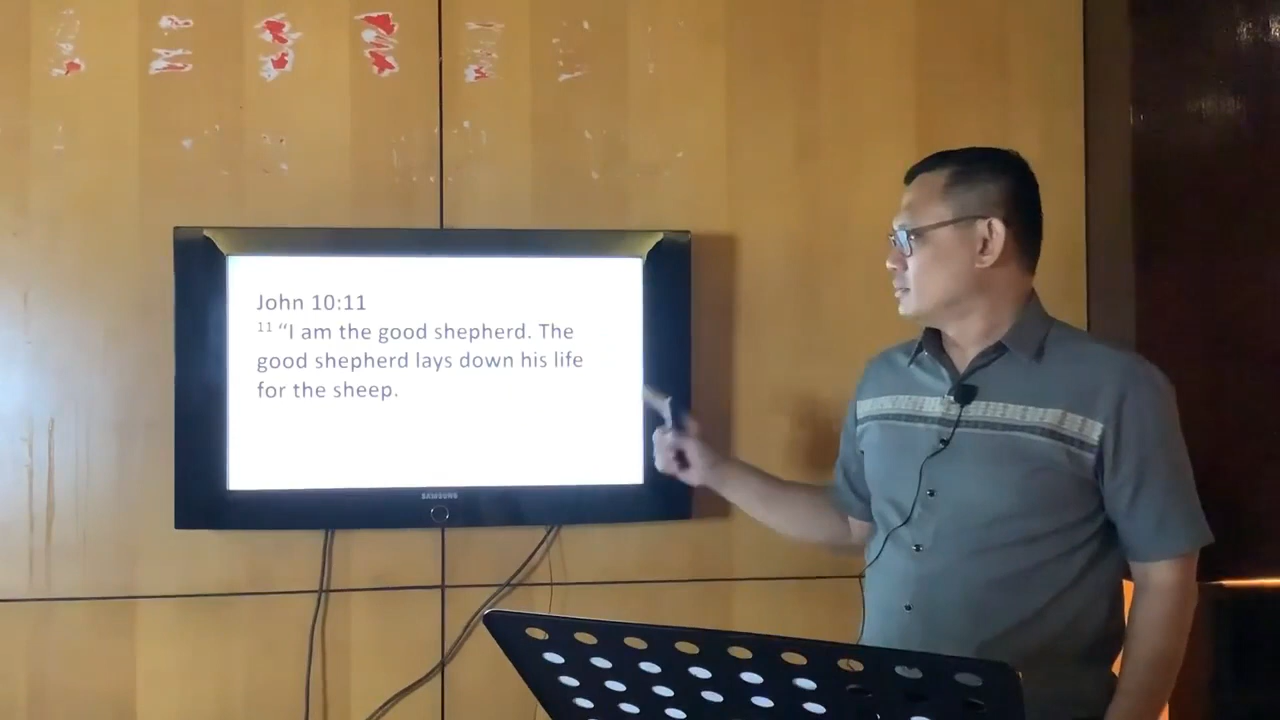 John 10:11
11 “I am the good shepherd. The
good shepherd lays down his life
for the sheep.
SAMSUNG